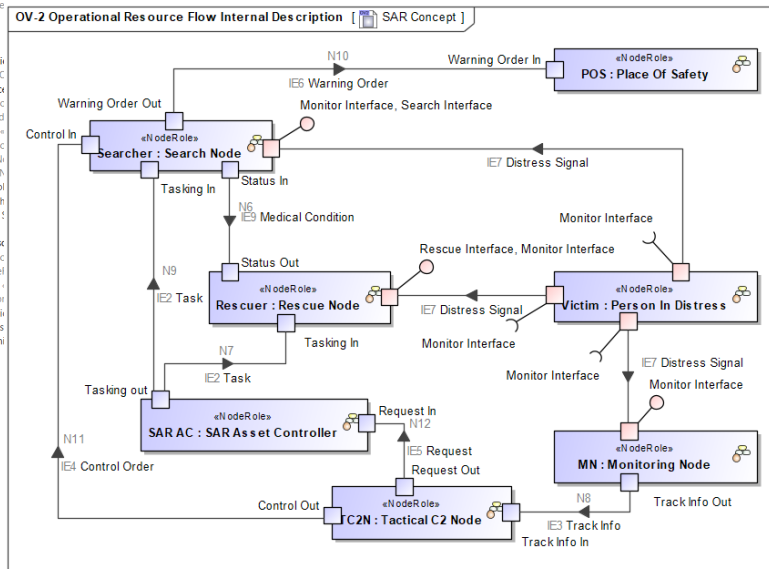 OV-2 Operational Resource Flow Internal Description [ SAR Concept ]
N10
IE6 Warning Order
Warning Order In
«NodeRole»
POS : Place Of Safety
Warning Order Out
Monitor Interface, Search Interface
Control In
«NodeRole»
Searcher : Search Node
IE7 Distress Signal
Tasking In
Status In
N6
IE9 Medical Condition
Monitor Interface
Rescue Interface, Monitor Interface
Status Out
N9
IE2 Task
«NodeRole»
Rescuer : Rescue Node
«NodeRole»
Victim : Person In Distress
IE7 Distress Signal
Tasking In
Monitor Interface
N7
IE2 Task
IE7 Distress Signal
Monitor Interface
Monitor Interface
Tasking out
Request In
«NodeRole»
SAR AC : SAR Asset Controller
N12
N11
IE4 Control Order
IE5 Request
Request Out
«NodeRole»
MN : Monitoring Node
Control Out
«NodeRole»
TC2N : Tactical C2 Node
N8
IE3 Track Info
Track Info Out
Track Info In